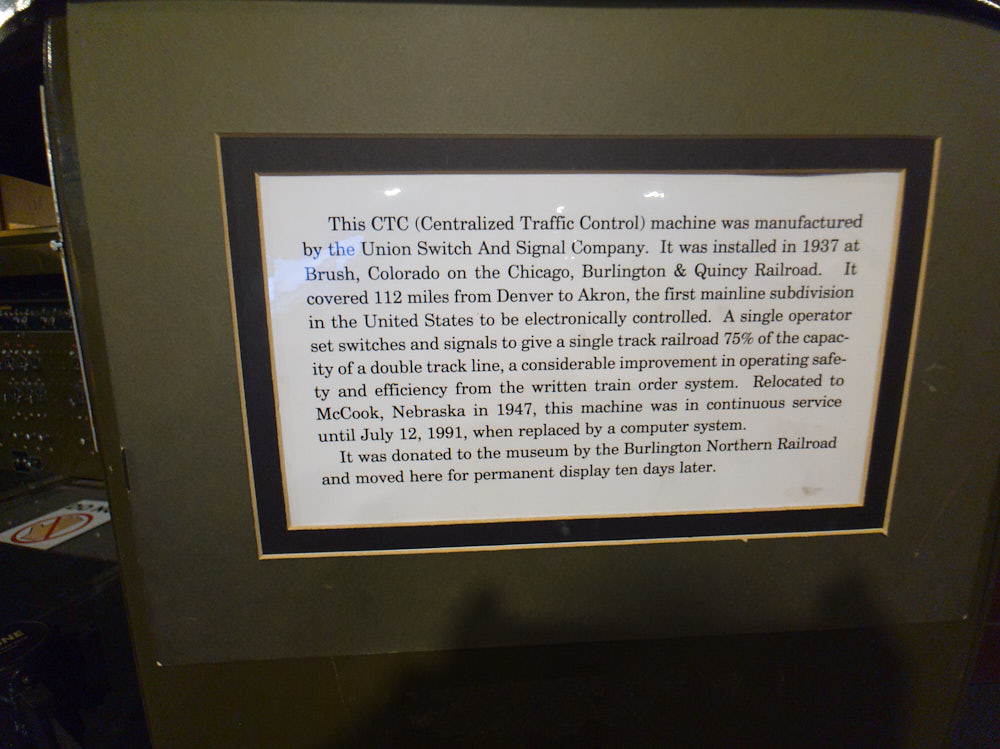 This CTC (Centralized Traffic Control) machine was manufactured
by the Union Switch And Signal Company. It was installed in 1937 at
Brush, Colorado on the Chicago, Burlington & Quincy Railroad. It
covered 112 miles from Denver to Akron, the first mainline subdivision
in the United States to be electronically controlled. A single operator
set switches and signals to give a single track railroad 75% of the capac-
ity of a double track line, a considerable improvement in operating safe-
ty and efficiency from the written train order system. Relocated to
McCook, Nebraska in 1947, this machine was in continuous service
until July 12, 1991, when replaced by a computer system.
It was donated to the museum by the Burlington Northern Railroad
and moved here for permanent display ten days later.